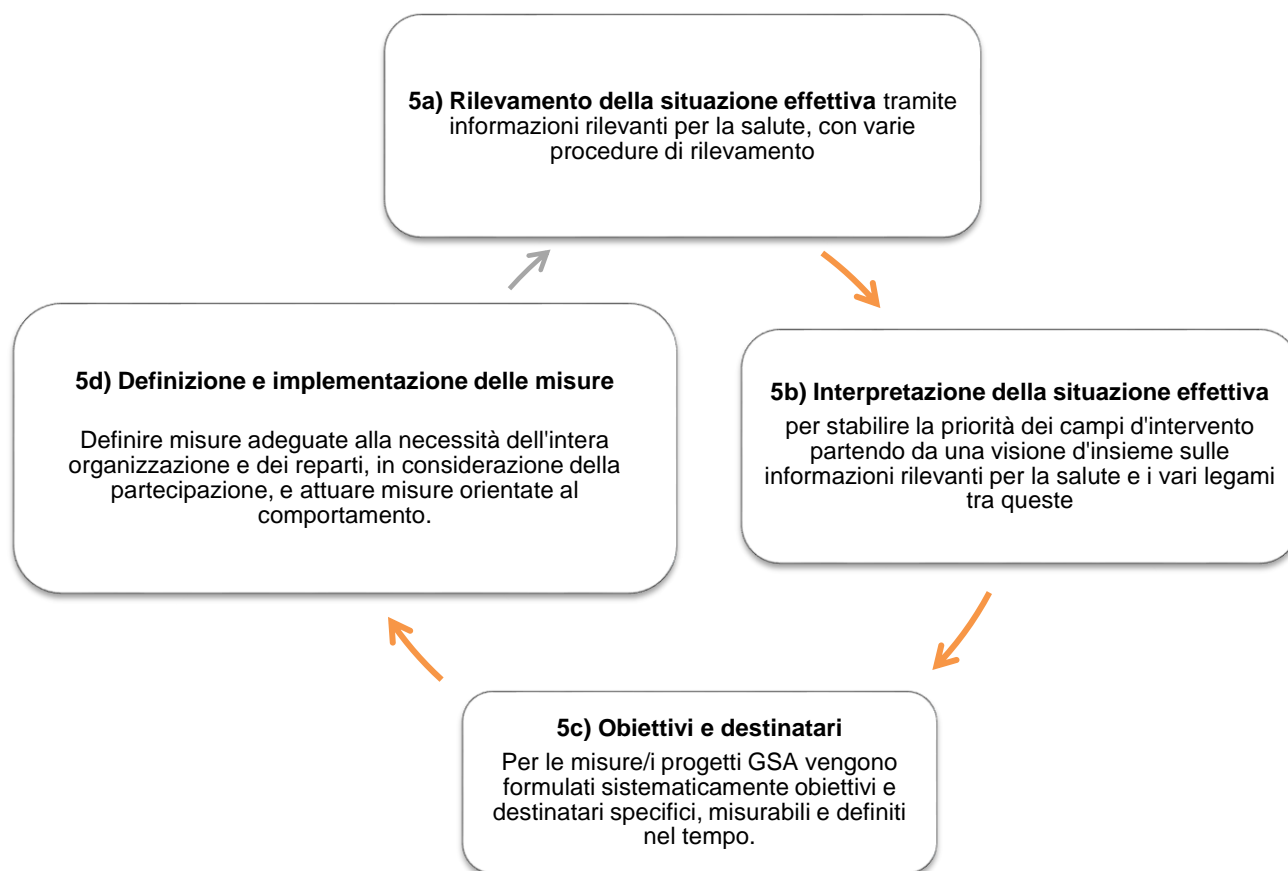 5a) Rilevamento della situazione effettiva tramite
informazioni rilevanti per la salute, con varie
procedure di rilevamento
5b) Interpretazione della situazione effettiva
per stabilire la priorità dei campi d'intervento
partendo da una visione d'insieme sulle
informazioni rilevanti per la salute e i vari legami
tra queste
5c) Obiettivi e destinatari
Per le misure/i progetti GSA vengono
formulati sistematicamente obiettivi e
destinatari specifici, misurabili e definiti
nel tempo.
5d) Definizione e implementazione delle misure
Definire misure adeguate alla necessità dell'intera
organizzazione e dei reparti, in considerazione della
partecipazione, e attuare misure orientate al
comportamento.